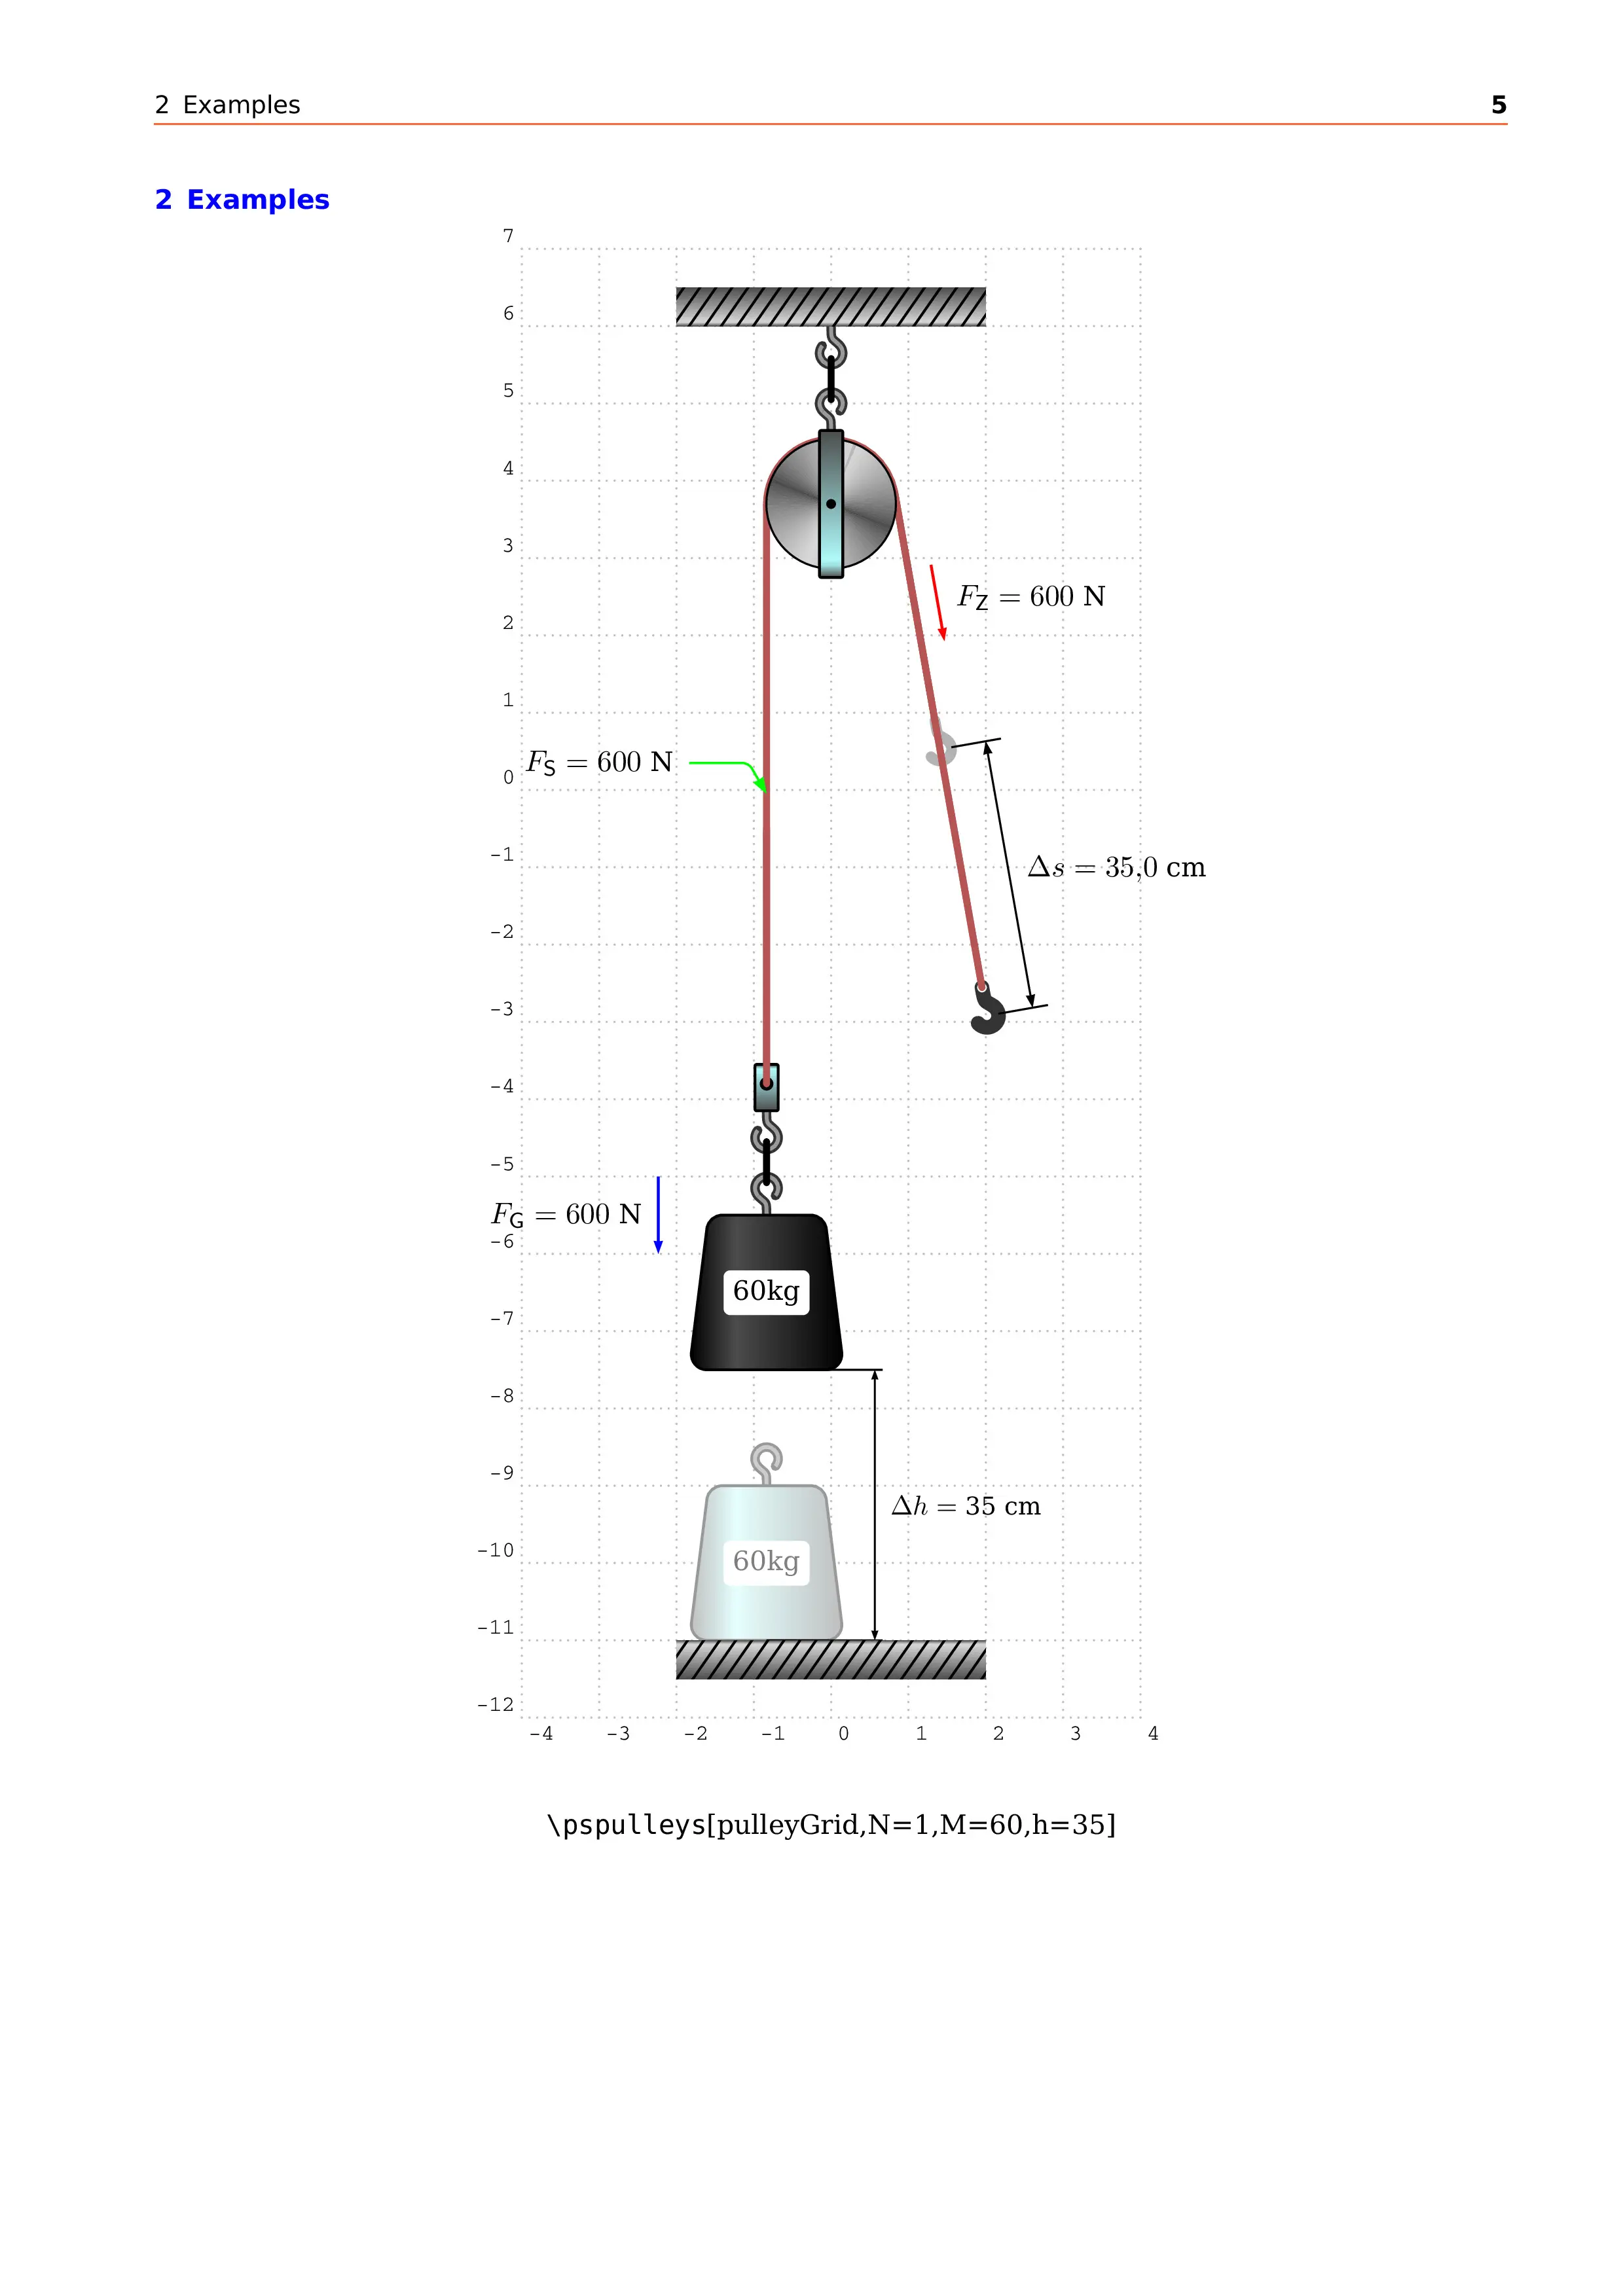 2 Examples 5
2 Examples
7
6
5
4
3
F_Z = 600 N
2
1
F_S = 600 N
0
-1
Δs = 35,0 cm
-2
-3
-4
-5
F_G = 600 N
-6
60kg
-7
-8
-9
Δh = 35 cm
-10
60kg
-11
-12
-4 -3 -2 -1 0 1 2 3 4
\pspulleys[pulleyGrid,N=1,M=60,h=35]